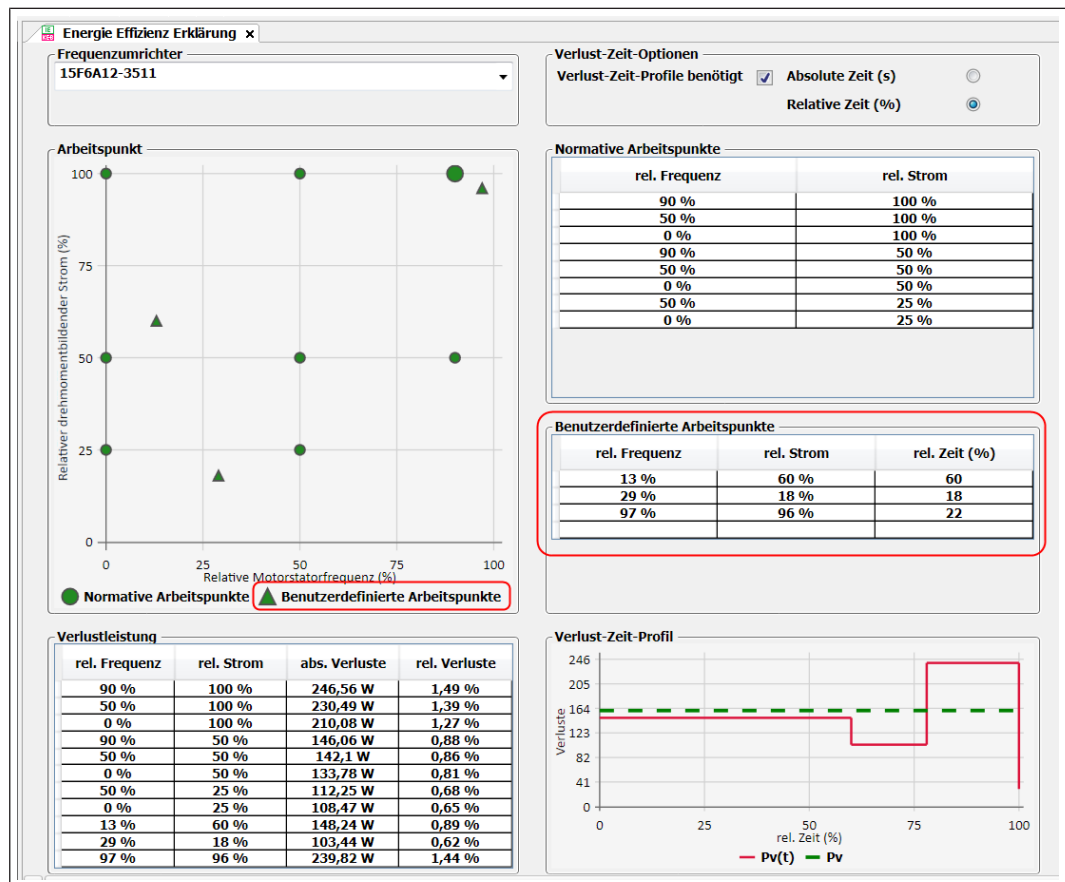 Energie Effizienz Erklärung x
Frequenzumrichter
15F6A12-3511
Verlust-Zeit-Optionen
Verlust-Zeit-Profile benötigt Absolute Zeit (s)
Relative Zeit (%)
Arbeitspunkt
100
75
50
25
0
0 25 50 75 100
Relativer drehmomentbildender Strom (%)
Relative Motorstatorfrequenz (%)
Normative Arbeitspunkte Benutzerdefinierte Arbeitspunkte
Normative Arbeitspunkte
rel. Frequenz rel. Strom
90 % 100 %
50 % 100 %
0 % 100 %
90 % 50 %
50 % 50 %
0 % 50 %
50 % 25 %
0 % 25 %
Benutzerdefinierte Arbeitspunkte
rel. Frequenz rel. Strom rel. Zeit (%)
13 % 60 % 60
29 % 18 % 18
97 % 96 % 22
Verlustleistung
rel. Frequenz rel. Strom abs. Verluste rel. Verluste
90 % 100 % 246,56 W 1,49 %
50 % 100 % 230,49 W 1,39 %
0 % 100 % 210,08 W 1,27 %
90 % 50 % 146,06 W 0,88 %
50 % 50 % 142,1 W 0,86 %
0 % 50 % 133,78 W 0,81 %
50 % 25 % 112,25 W 0,68 %
0 % 25 % 108,47 W 0,65 %
13 % 60 % 148,24 W 0,89 %
29 % 18 % 103,44 W 0,62 %
97 % 96 % 239,82 W 1,44 %
Verlust-Zeit-Profil
246
205
164
123
82
41
0
0 25 50 75 100
Verluste
rel. Zeit (%)
Pv(t) Pv